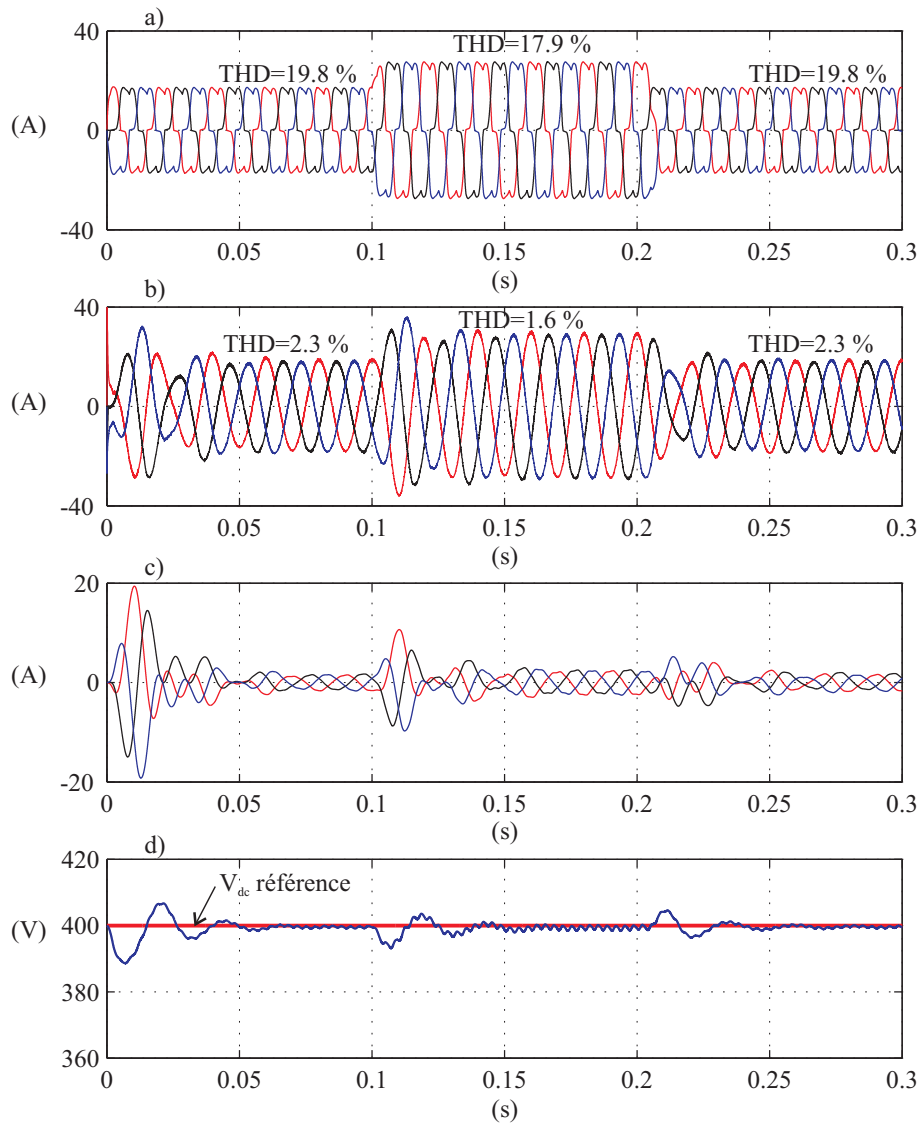 a)
40
THD=17.9 %
THD=19.8 %
THD=19.8 %
(A)
0
-40
0
0.05
0.1
0.15
0.2
0.25
0.3
(s)
b)
40
THD=1.6 %
THD=2.3 %
THD=2.3 %
(A)
0
-40
0
0.05
0.1
0.15
0.2
0.25
0.3
(s)
c)
20
(A)
0
-20
0
0.05
0.1
0.15
0.2
0.25
0.3
(s)
d)
420
Vdc référence
(V)
400
380
360
0
0.05
0.1
0.15
0.2
0.25
0.3
(s)